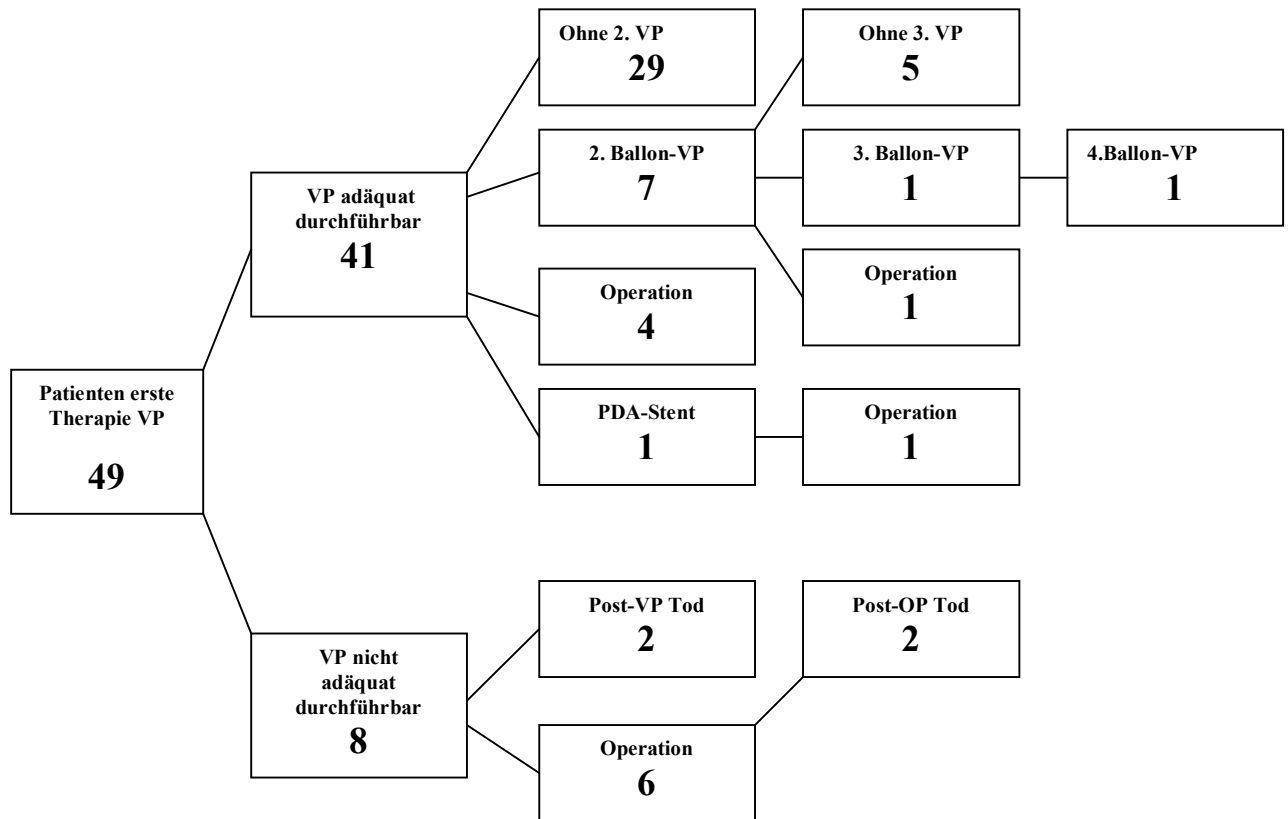 Ohne 2. VP
29
Ohne 3. VP
5
2. Ballon-VP
7
3. Ballon-VP
1
4.Ballon-VP
1
VP adäquat
durchführbar
41
Operation
4
Operation
1
Patienten erste
Therapie VP
49
PDA-Stent
1
Operation
1
VP nicht
adäquat
durchführbar
8
Post-VP Tod
2
Post-OP Tod
2
Operation
6